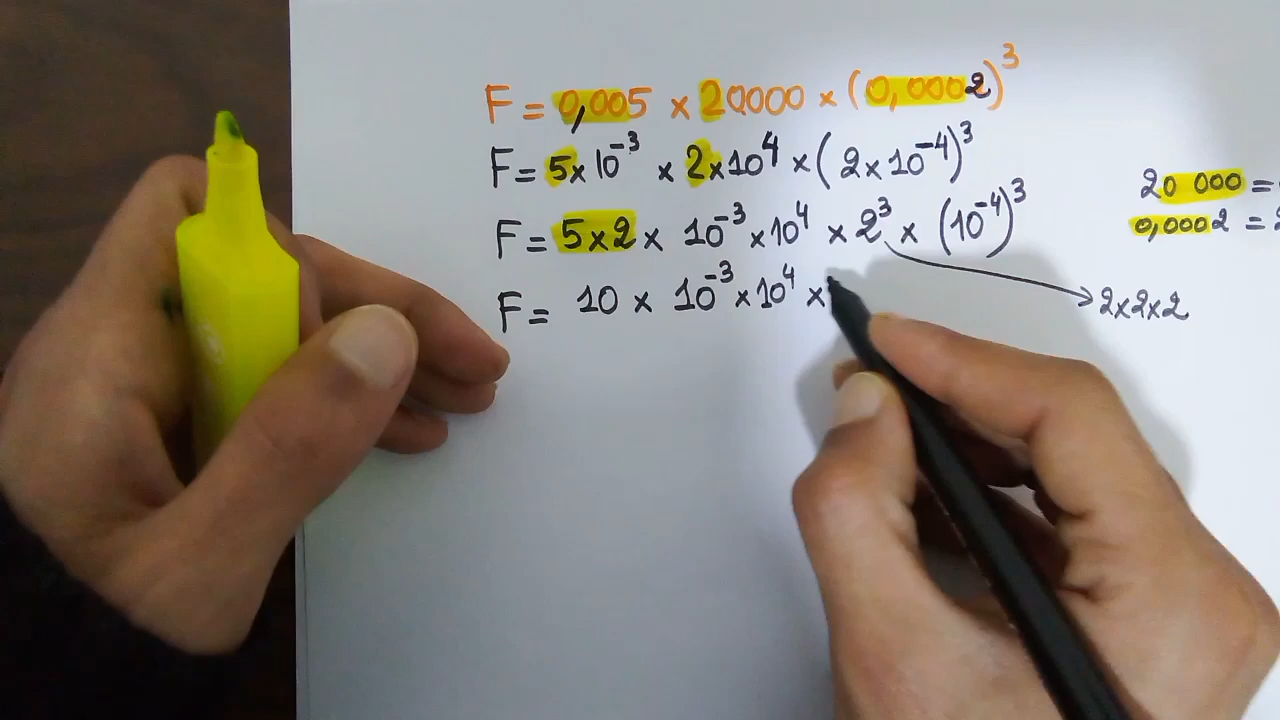 F = 0,005 × 20000 × (0,0002)³
F = 5×10⁻³ × 2×10⁴ × (2×10⁻⁴)³
F = 5×2 × 10⁻³×10⁴ × 2³ × (10⁻⁴)³
F = 10 × 10⁻³×10⁴ ×
20 000 =
0,0002 =
2×2×2